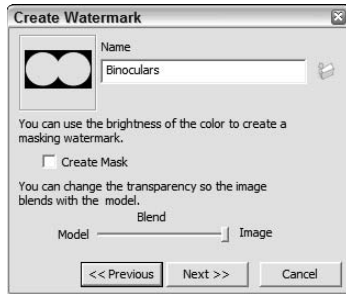 Create Watermark
Name
Binoculars
You can use the brightness of the color to create a
masking watermark.
Create Mask
You can change the transparency so the image
blends with the model.
Blend
Model Image
<< Previous Next >> Cancel